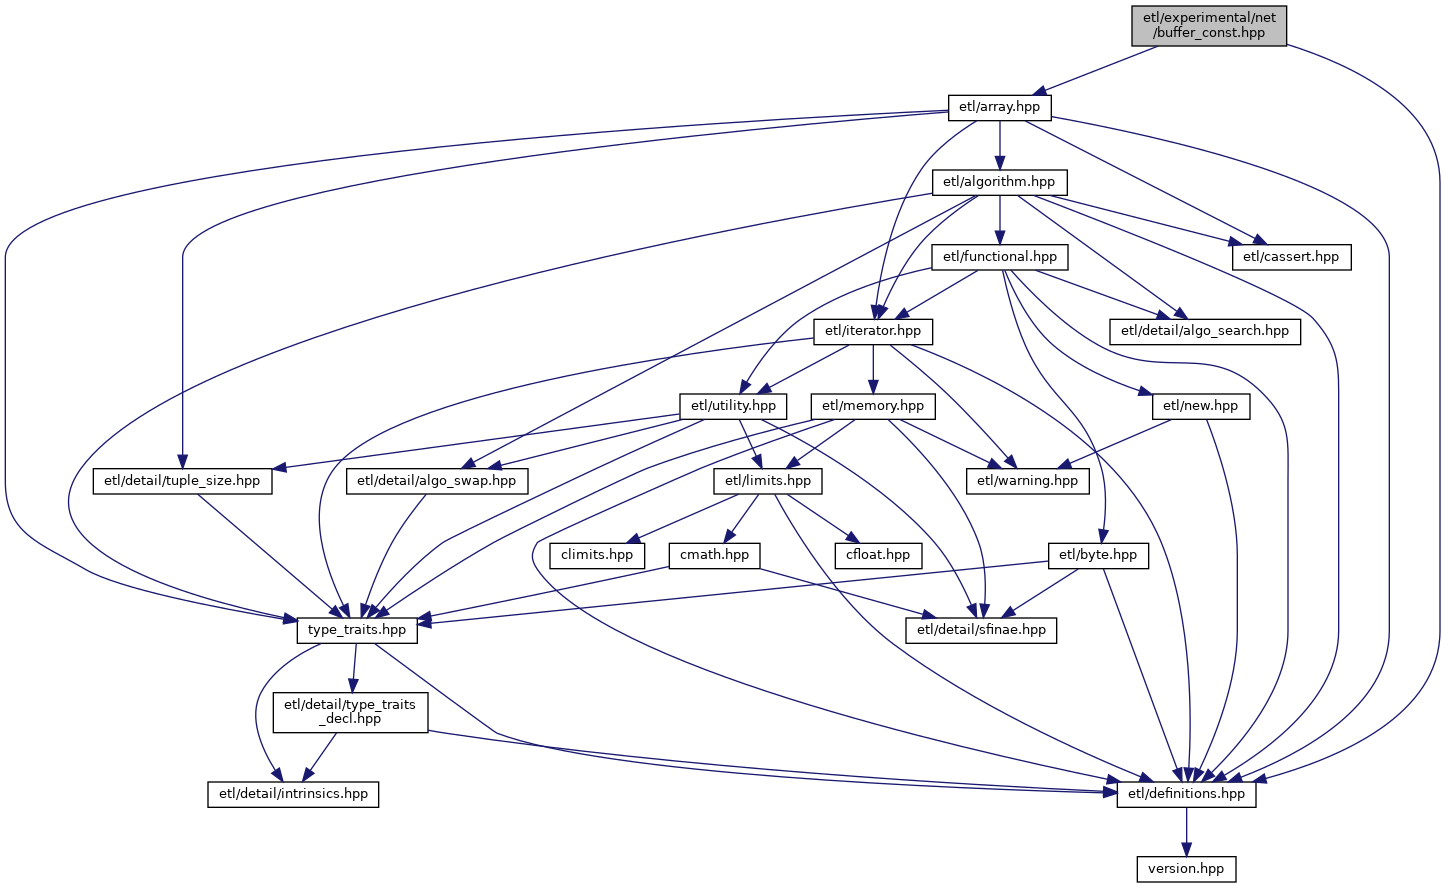 etl/experimental/net
/buffer_const.hpp
etl/array.hpp
etl/algorithm.hpp
etl/functional.hpp
etl/cassert.hpp
etl/iterator.hpp
etl/detail/algo_search.hpp
etl/utility.hpp
etl/memory.hpp
etl/new.hpp
etl/detail/tuple_size.hpp
etl/detail/algo_swap.hpp
etl/limits.hpp
etl/warning.hpp
climits.hpp
cmath.hpp
cfloat.hpp
etl/byte.hpp
type_traits.hpp
etl/detail/sfinae.hpp
etl/detail/type_traits
_decl.hpp
etl/detail/intrinsics.hpp
etl/definitions.hpp
version.hpp